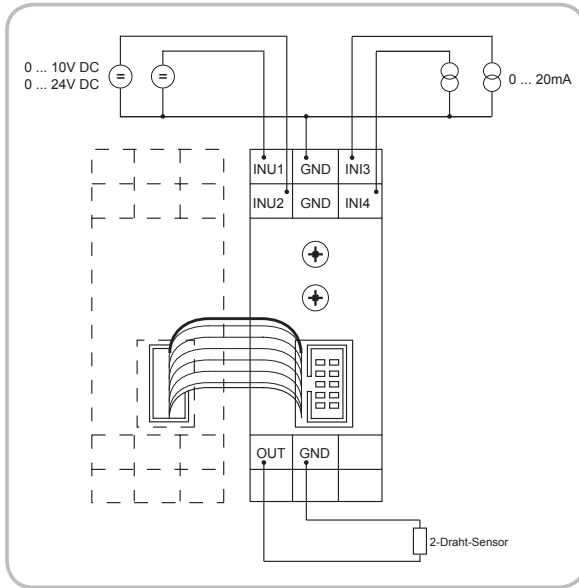 0 ... 10V DC
0 ... 24V DC
= =
0 ... 20mA
INU1 GND INI3
INU2 GND INI4
OUT GND
2-Draht-Sensor